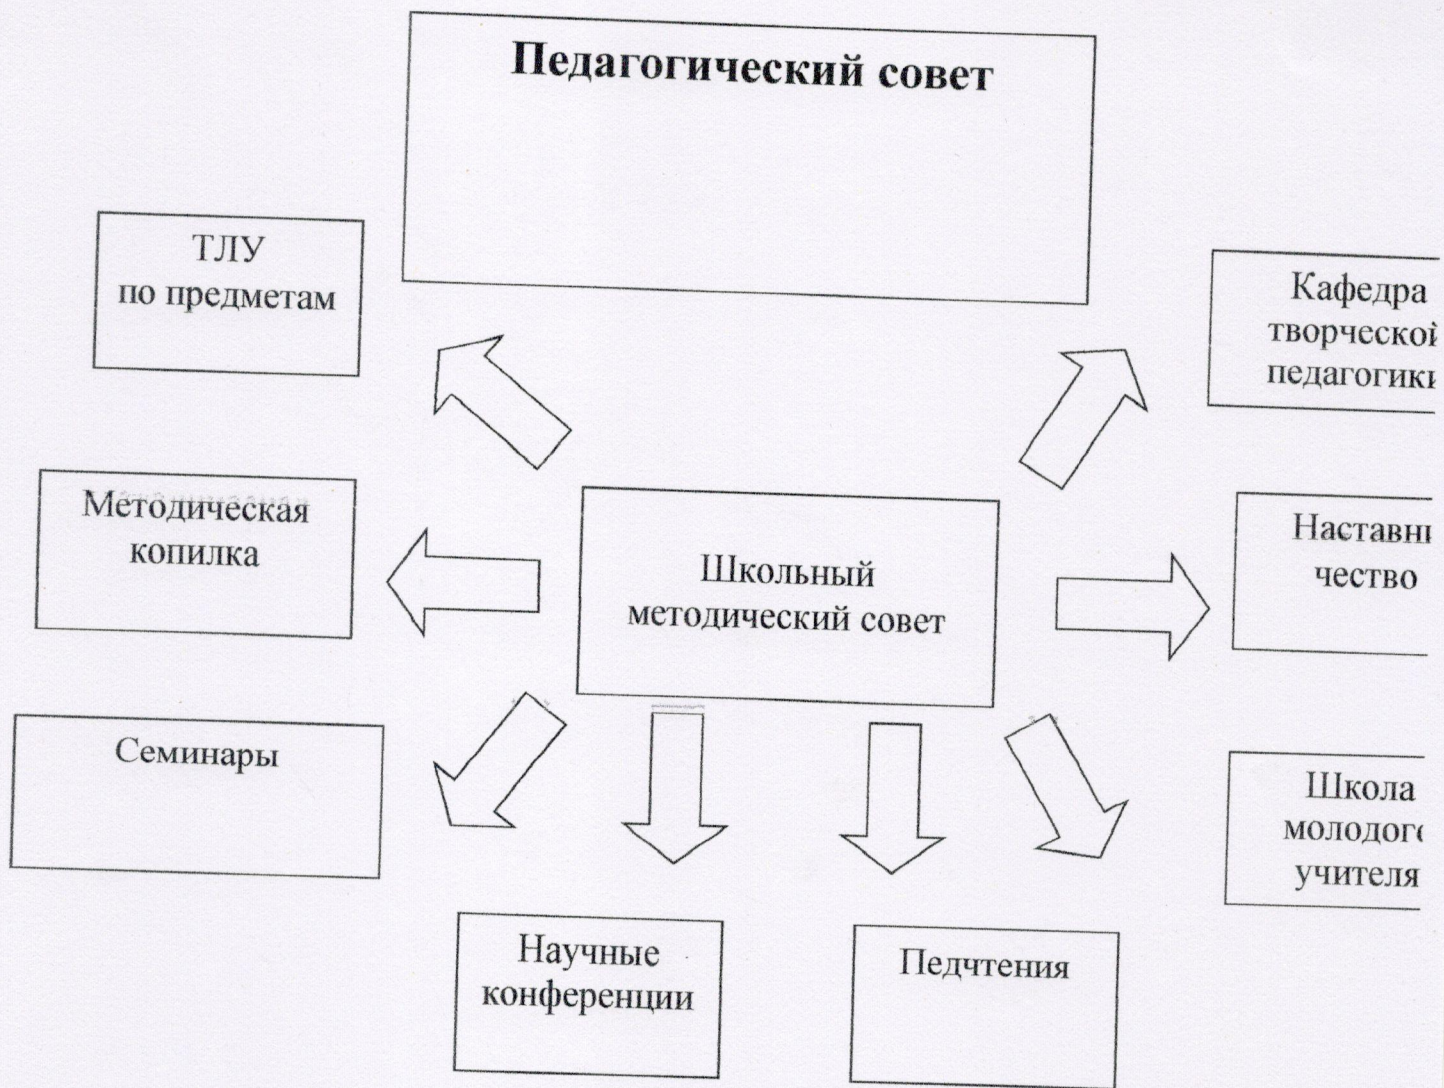 Педагогический совет
ТЛУ
по предметам
Кафедра
творческой
педагогики
Методическая
копилка
Школьный
методический совет
Наставни
чество
Семинары
Школа
молодого
учителя
Научные
конференции
Педчтения